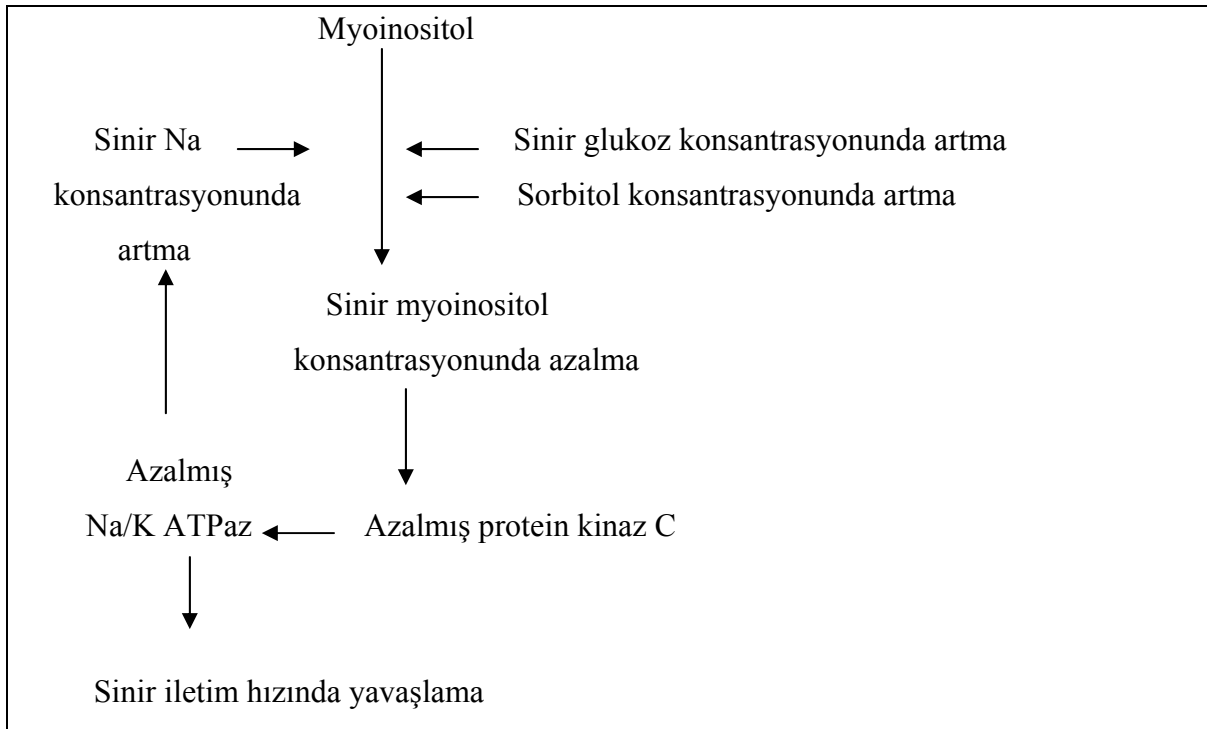 Myoinositol
Sinir Na
konsantrasyonunda
artma
Sinir glukoz konsantrasyonunda artma
Sorbitol konsantrasyonunda artma
Sinir myoinositol
konsantrasyonunda azalma
Azalmış
Na/K ATPaz
Azalmış protein kinaz C
Sinir iletim hızında yavaşlama